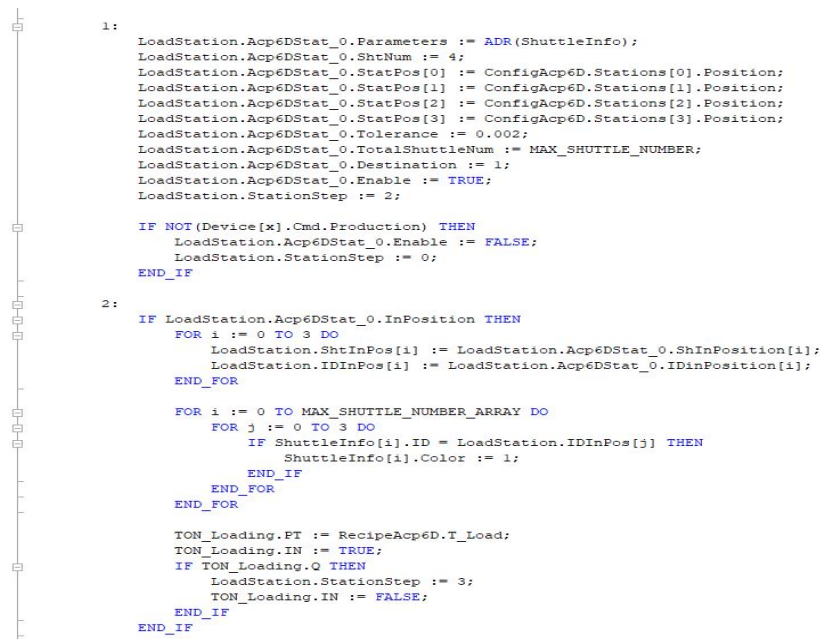 1:
LoadStation.Acp6DStat_0.Parameters := ADR(ShuttleInfo);
LoadStation.Acp6DStat_0.ShtNum := 4;
LoadStation.Acp6DStat_0.StatPos[0] := ConfigAcp6D.Stations[0].Position;
LoadStation.Acp6DStat_0.StatPos[1] := ConfigAcp6D.Stations[1].Position;
LoadStation.Acp6DStat_0.StatPos[2] := ConfigAcp6D.Stations[2].Position;
LoadStation.Acp6DStat_0.StatPos[3] := ConfigAcp6D.Stations[3].Position;
LoadStation.Acp6DStat_0.Tolerance := 0.002;
LoadStation.Acp6DStat_0.TotalShuttleNum := MAX_SHUTTLE_NUMBER;
LoadStation.Acp6DStat_0.Destination := 1;
LoadStation.Acp6DStat_0.Enable := TRUE;
LoadStation.StationStep := 2;
IF NOT(Device[x].Cmd.Production) THEN
LoadStation.Acp6DStat_0.Enable := FALSE;
LoadStation.StationStep := 0;
END_IF
2:
IF LoadStation.Acp6DStat_0.InPosition THEN
FOR i := 0 TO 3 DO
LoadStation.ShtInPos[i] := LoadStation.Acp6DStat_0.ShInPosition[i];
LoadStation.IDInPos[i] := LoadStation.Acp6DStat_0.IDinPosition[i];
END_FOR
FOR i := 0 TO MAX_SHUTTLE_NUMBER_ARRAY DO
FOR j := 0 TO 3 DO
IF ShuttleInfo[i].ID = LoadStation.IDInPos[j] THEN
ShuttleInfo[i].Color := 1;
END_IF
END_FOR
END_FOR
TON_Loading.PT := RecipeAcp6D.T_Load;
TON_Loading.IN := TRUE;
IF TON_Loading.Q THEN
LoadStation.StationStep := 3;
TON_Loading.IN := FALSE;
END_IF
END_IF